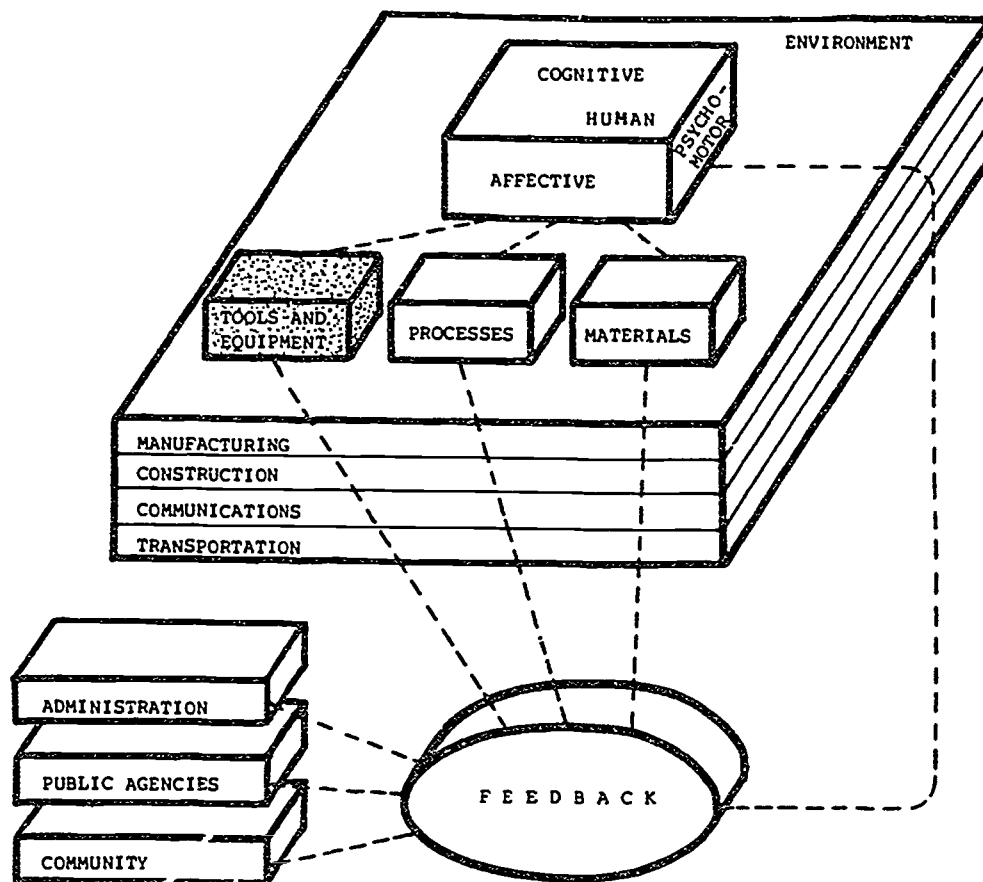 ENVIRONMENT
COGNITIVE
HUMAN
PSYCHO-
MOTOR
AFFECTIVE
TOOLS AND
EQUIPMENT
PROCESSES
MATERIALS
MANUFACTURING
CONSTRUCTION
COMMUNICATIONS
TRANSPORTATION
ADMINISTRATION
PUBLIC AGENCIES
COMMUNITY
FEEDBACK